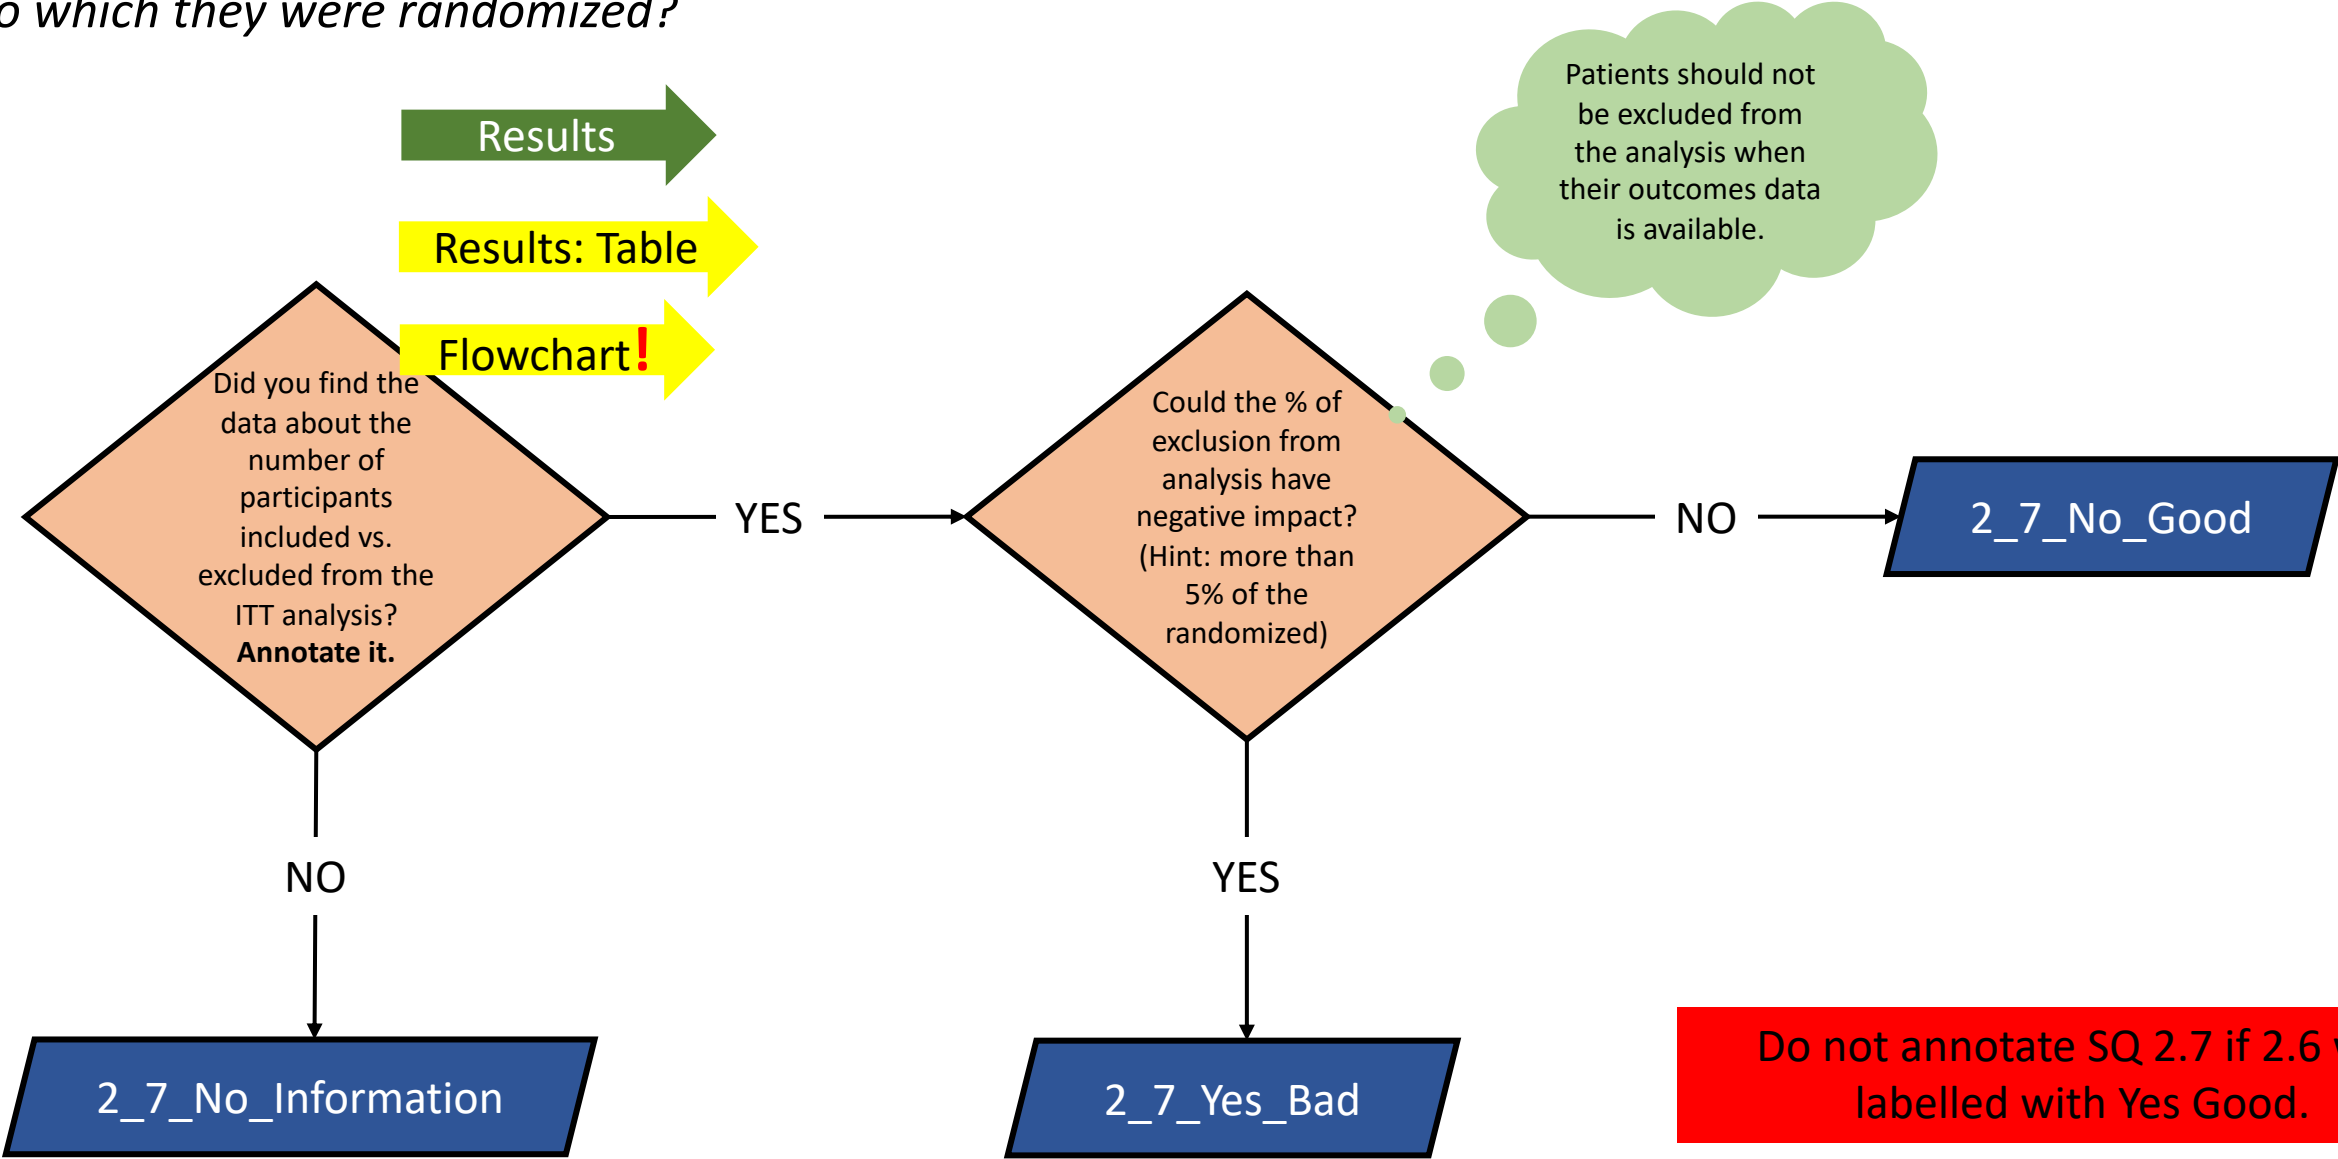 o which they were randomized?
Results
Results: Table
Flowchart!
Did you find the
data about the
number of
participants
included vs.
excluded from the
ITT analysis?
Annotate it.
YES
NO
2_7_No_Information
Patients should not
be excluded from
the analysis when
their outcomes data
is available.
Could the % of
exclusion from
analysis have
negative impact?
(Hint: more than
5% of the
randomized)
NO
2_7_No_Good
YES
2_7_Yes_Bad
Do not annotate SQ 2.7 if 2.6
labelled with Yes Good.